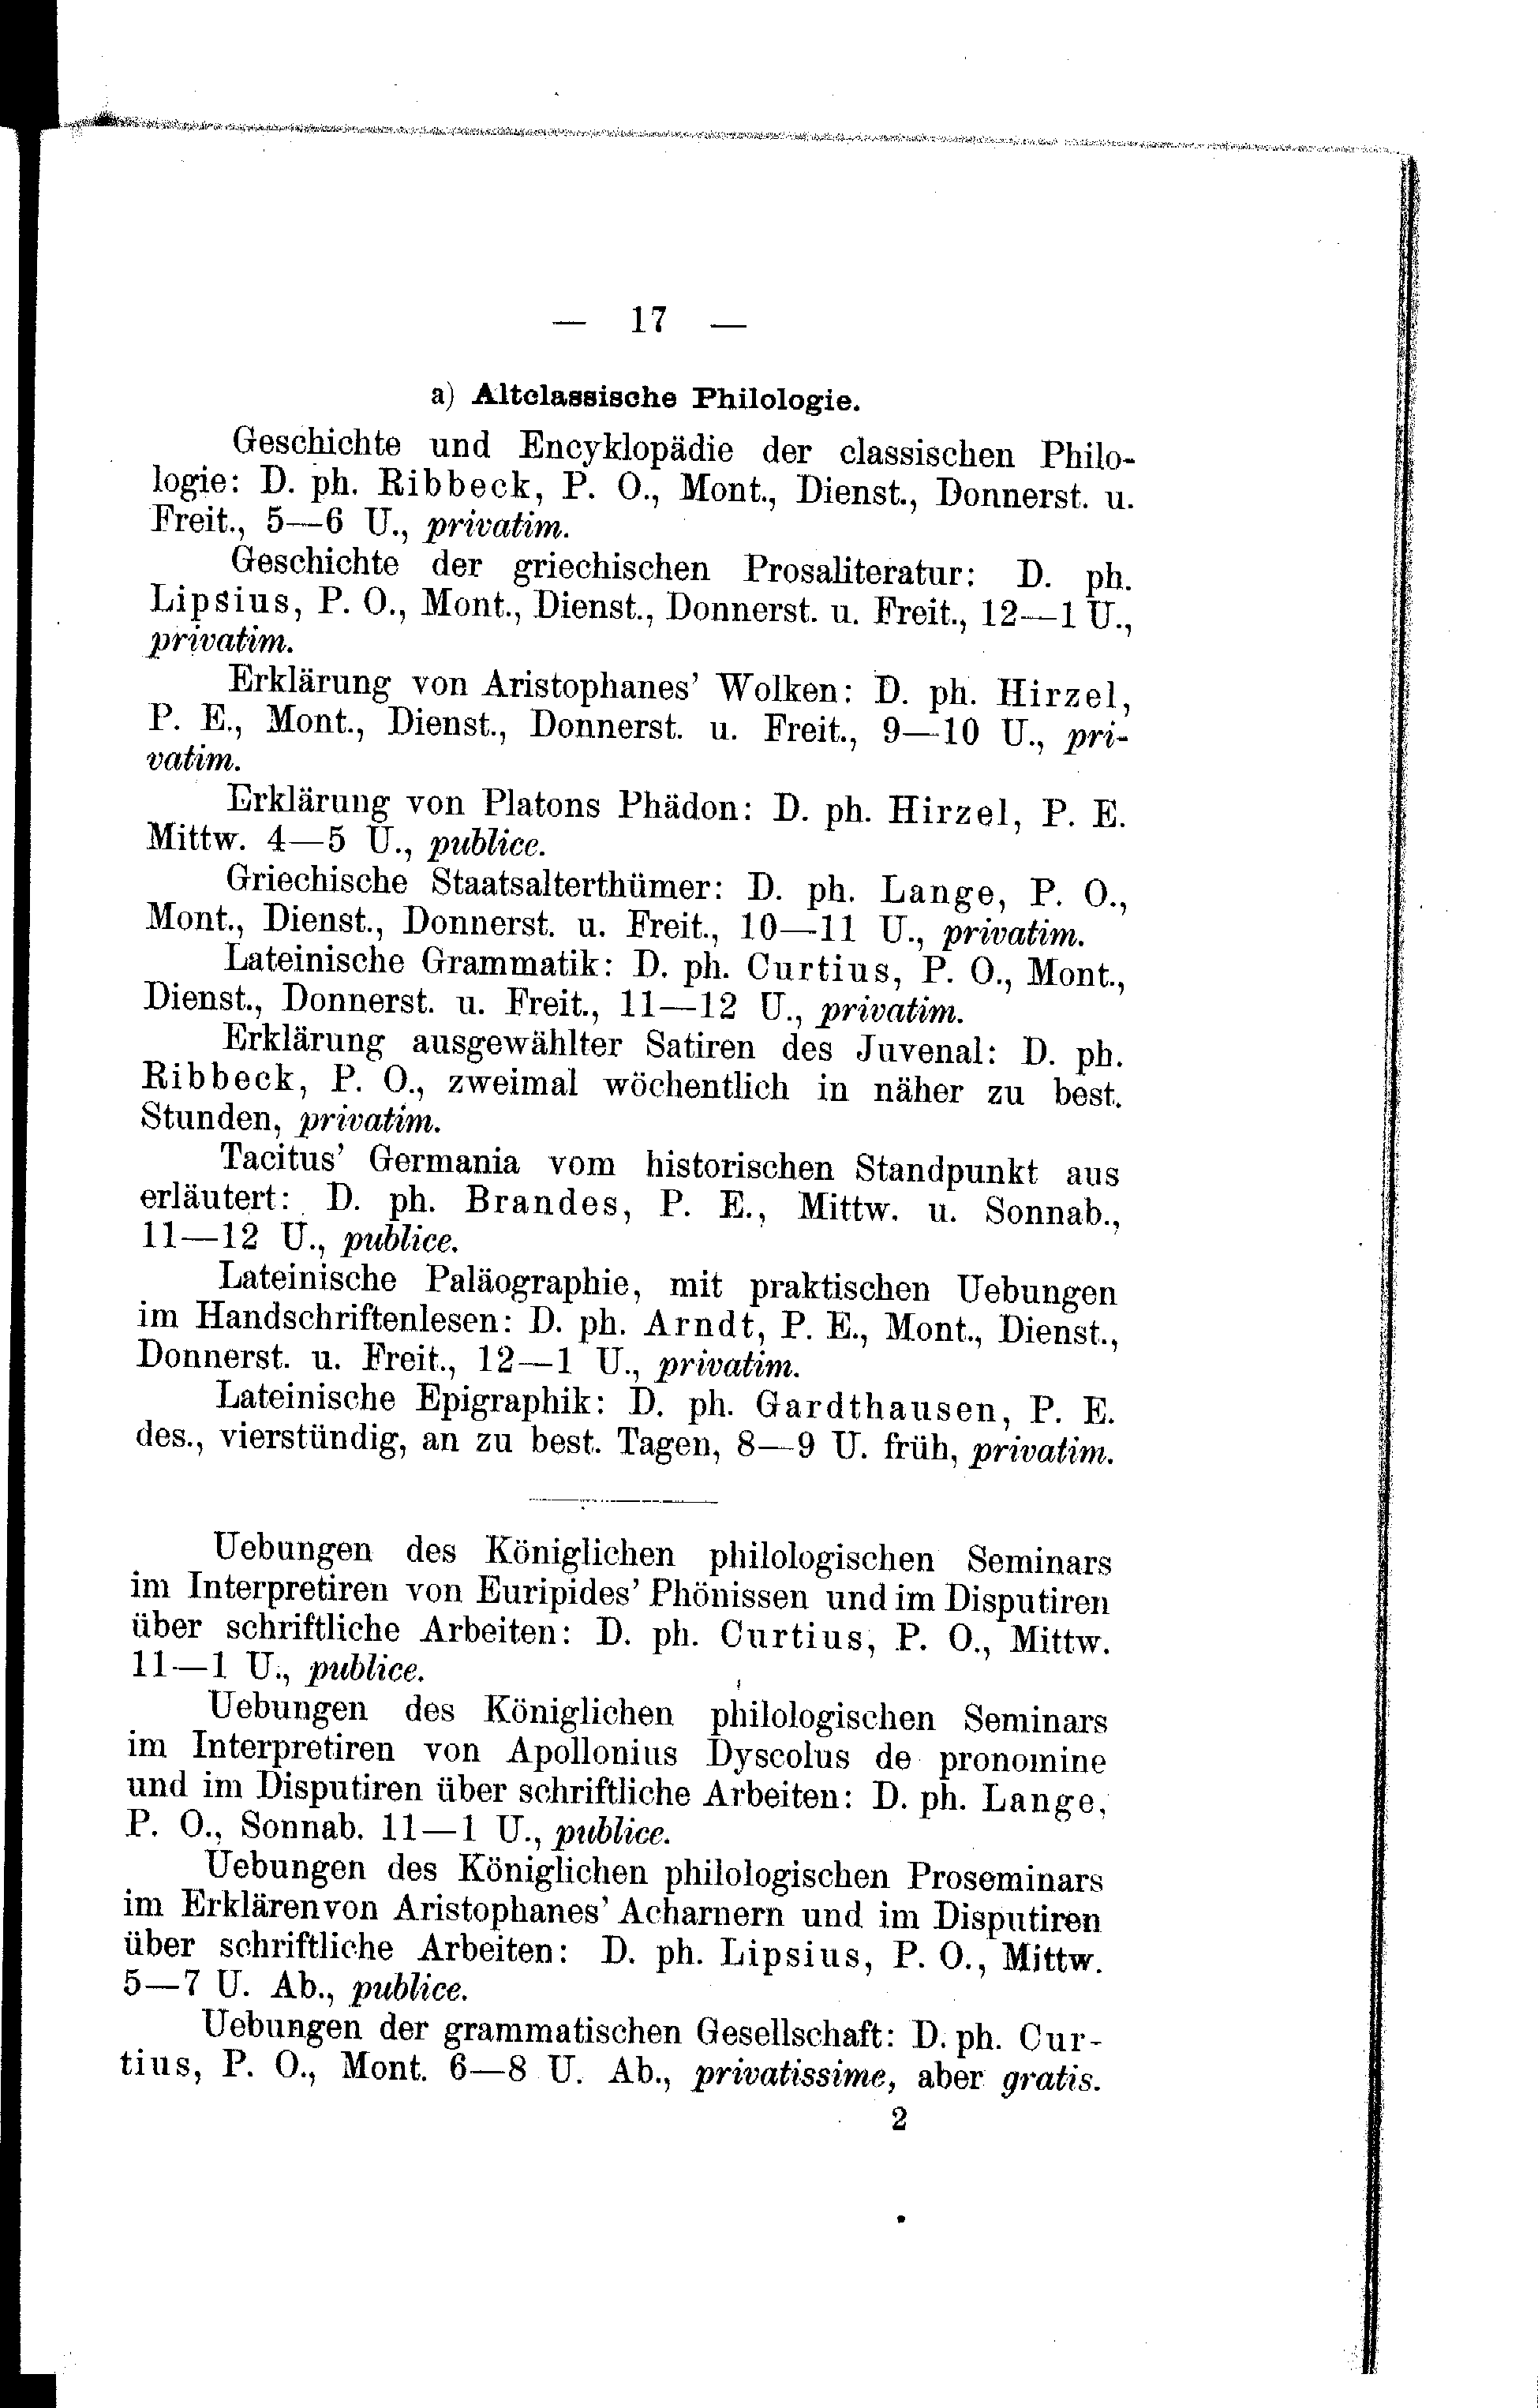 — 17 —
a) Altclassische Philologie.
Geschichte und Encyklopädie der classischen Philo-
logie: D. ph. Ribbeck, P. O., Mont., Dienst., Donnerst. u.
Freit., 5—6 U., privatim.
Geschichte der griechischen Prosaliteratur: D. ph.
Lipsius, P. O., Mont., Dienst., Donnerst. u. Freit., 12—1 U.,
privatim.
Erklärung von Aristophanes' Wolken: D. ph. Hirzel,
P. E., Mont., Dienst., Donnerst. u. Freit., 9—10 U., pri-
vatim.
Erklärung von Platons Phädon: D. ph. Hirzel, P. E.
Mittw. 4—5 U., publice.
Griechische Staatsalterthümer: D. ph. Lange, P. O.,
Mont., Dienst., Donnerst. u. Freit., 10—11 U., privatim.
Lateinische Grammatik: D. ph. Curtius, P. O., Mont.,
Dienst., Donnerst. u. Freit., 11—12 U., privatim.
Erklärung ausgewählter Satiren des Juvenal: D. ph.
Ribbeck, P. O., zweimal wöchentlich in näher zu best.
Stunden, privatim.
Tacitus' Germania vom historischen Standpunkt aus
erläutert: D. ph. Brandes, P. E., Mittw. u. Sonnab.,
11—12 U., publice.
Lateinische Paläographie, mit praktischen Uebungen
im Handschriftenlesen: D. ph. Arndt, P. E., Mont., Dienst.,
Donnerst. u. Freit., 12—1 U., privatim.
Lateinische Epigraphik: D. ph. Gardthausen, P. E.
des., vierstündig, an zu best. Tagen, 8—9 U. früh, privatim.
Uebungen des Königlichen philologischen Seminars
im Interpretiren von Euripides' Phönissen und im Disputiren
über schriftliche Arbeiten: D. ph. Curtius, P. O., Mittw.
11—1 U., publice.
Uebungen des Königlichen philologischen Seminars
im Interpretiren von Apollonius Dyscolus de pronomine
und im Disputiren über schriftliche Arbeiten: D. ph. Lange,
P. O., Sonnab. 11—1 U., publice.
Uebungen des Königlichen philologischen Proseminars
im Erklären von Aristophanes' Acharnern und im Disputiren
über schriftliche Arbeiten: D. ph. Lipsius, P. O., Mittw.
5—7 U. Ab., publice.
Uebungen der grammatischen Gesellschaft: D. ph. Cur-
tius, P. O., Mont. 6—8 U. Ab., privatissime, aber gratis.
2